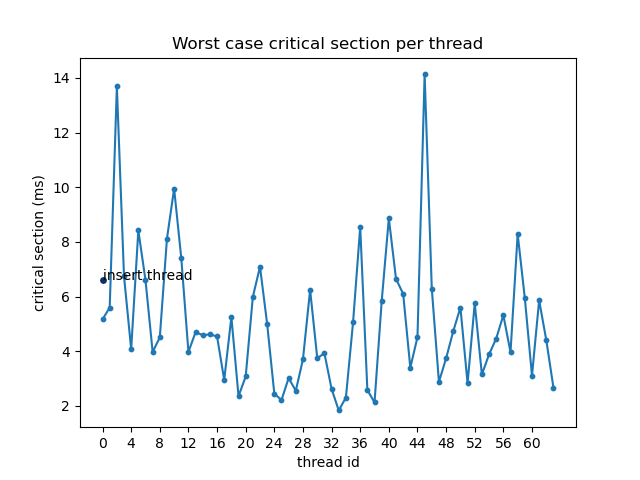 Worst case critical section per thread
14
12
10
8
6
4
2
critical section (ms)
insert thread
0 4 8 12 16 20 24 28 32 36 40 44 48 52 56 60
thread id